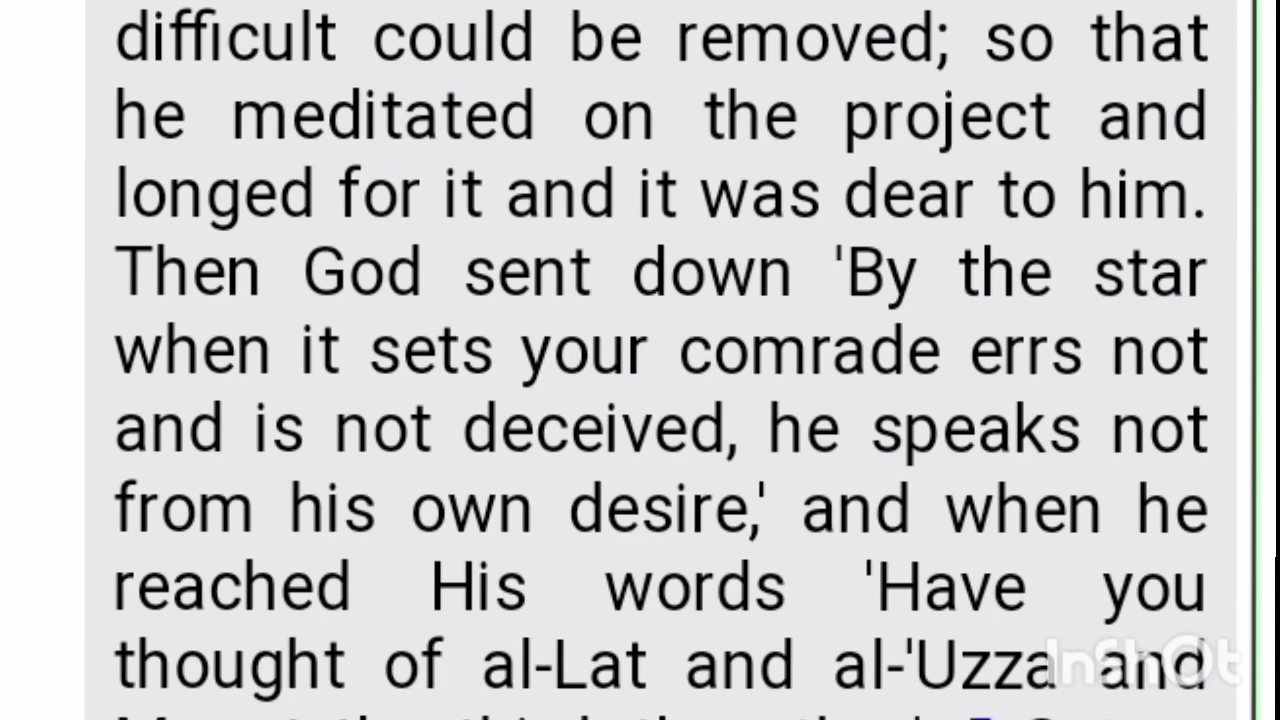 difficult could be removed; so that
he meditated on the project and
longed for it and it was dear to him.
Then God sent down 'By the star
when it sets your comrade errs not
and is not deceived, he speaks not
from his own desire,' and when he
reached His words 'Have you
thought of al-Lat and al-'Uzza and
InShOt